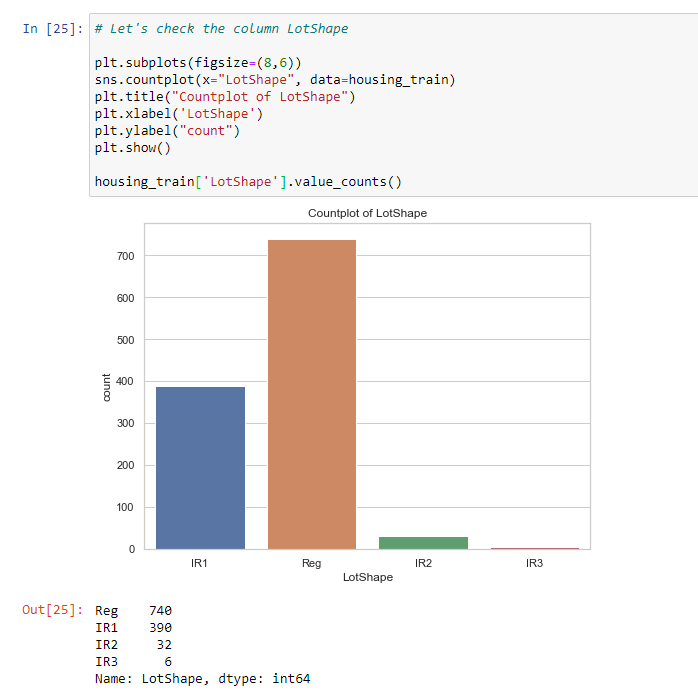 In [25]: # Let's check the column LotShape
plt.subplots(figsize=(8,6))
sns.countplot(x="LotShape", data=housing_train)
plt.title("Countplot of LotShape")
plt.xlabel('LotShape')
plt.ylabel("count")
plt.show()
housing_train['LotShape'].value_counts()
Countplot of LotShape
700
600
500
400
300
200
100
0
count
IR1 Reg IR2 IR3
LotShape
Out[25]: Reg 740
IR1 390
IR2 32
IR3 6
Name: LotShape, dtype: int64